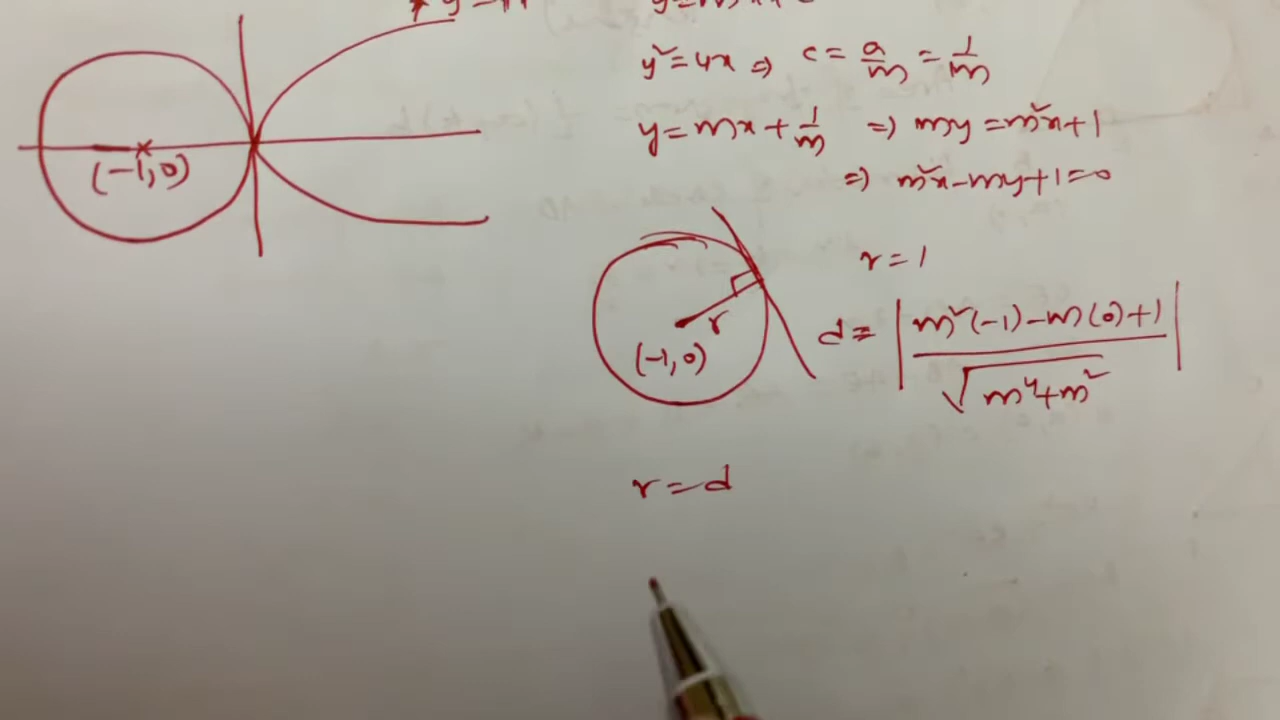 (-1,0)
y² = 4x ⇒ c = a/m = 1/m
y = mx + 1/m ⇒ my = m²x+1
⇒ m²x-my+1=0
r = 1
r
(-1,0)
d = | m²(-1)-m(0)+1 / √(m⁴+m²) |
r = d